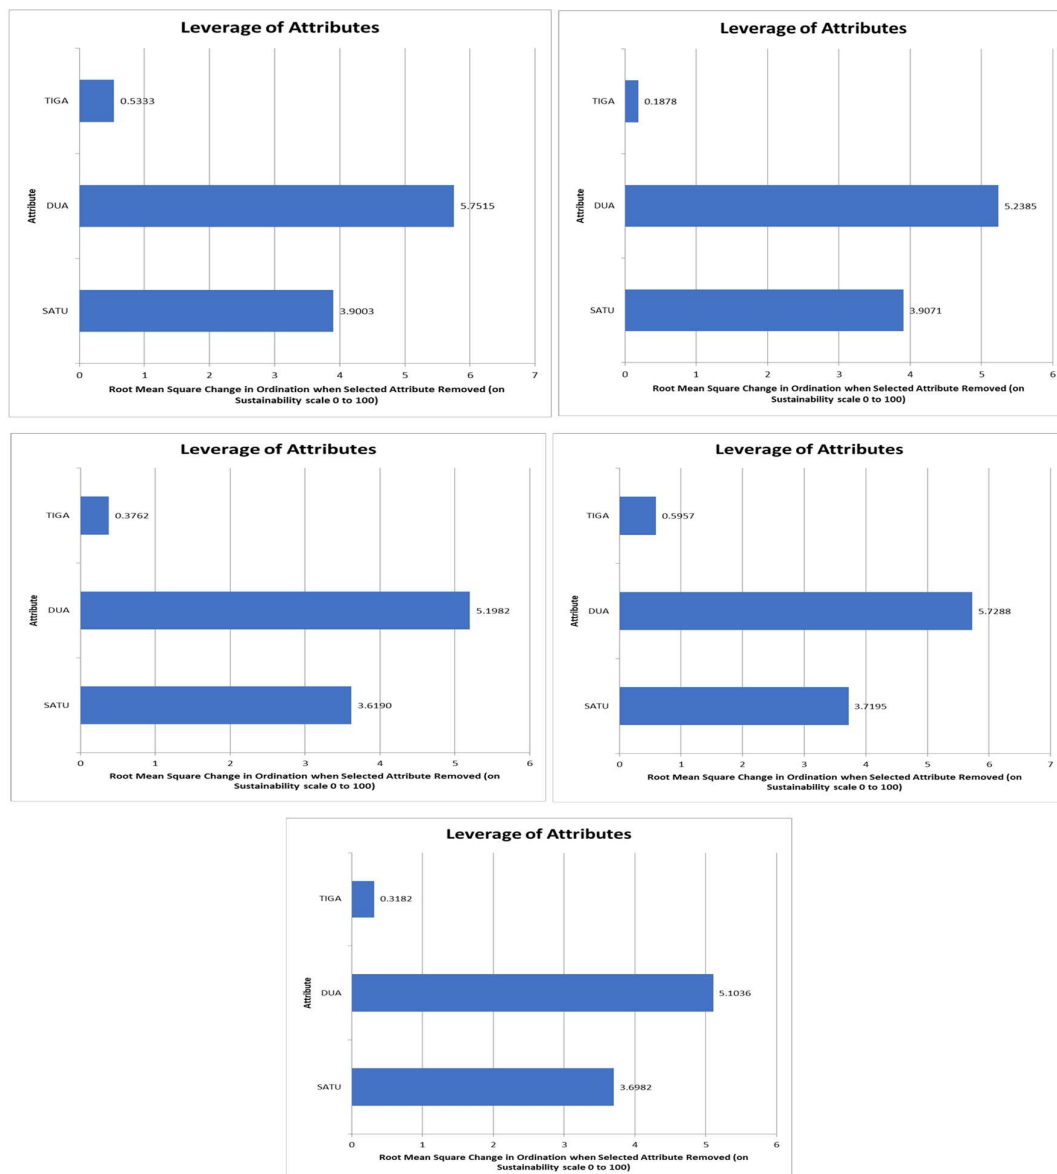 Leverage of Attributes
TIGA
0.5333
DUA
5.7515
SATU
3.9003
Attribute
0 1 2 3 4 5 6 7
Root Mean Square Change in Ordination when Selected Attribute Removed (on
Sustainability scale 0 to 100)
Leverage of Attributes
TIGA
0.1878
DUA
5.2385
SATU
3.9071
Attribute
0 1 2 3 4 5 6
Root Mean Square Change in Ordination when Selected Attribute Removed (on
Sustainability scale 0 to 100)
Leverage of Attributes
TIGA
0.3762
DUA
5.1982
SATU
3.6190
Attribute
0 1 2 3 4 5 6
Root Mean Square Change in Ordination when Selected Attribute Removed (on
Sustainability scale 0 to 100)
Leverage of Attributes
TIGA
0.5957
DUA
5.7288
SATU
3.7195
Attribute
0 1 2 3 4 5 6 7
Root Mean Square Change in Ordination when Selected Attribute Removed (on
Sustainability scale 0 to 100)
Leverage of Attributes
TIGA
0.3182
DUA
5.1036
SATU
3.6982
Attribute
0 1 2 3 4 5 6
Root Mean Square Change in Ordination when Selected Attribute Removed (on
Sustainability scale 0 to 100)